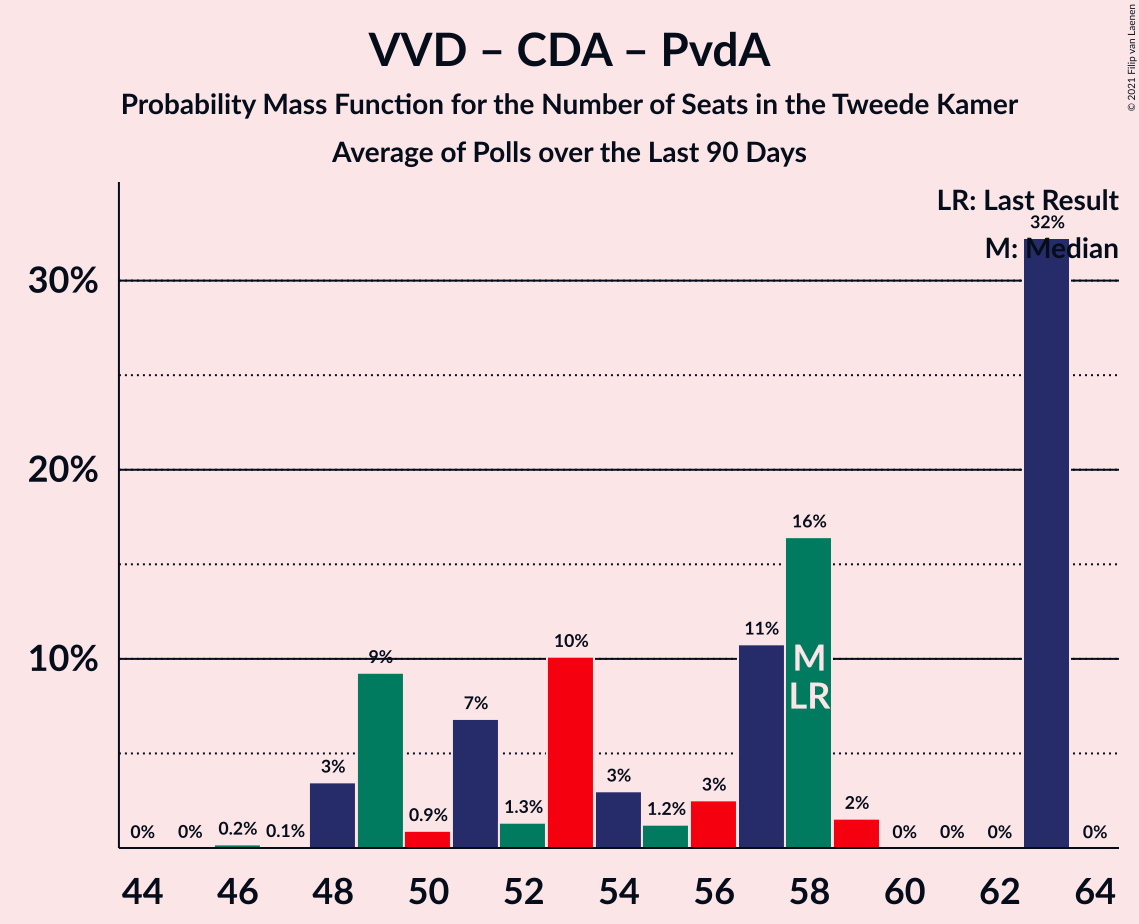 VVD – CDA – PvdA
Probability Mass Function for the Number of Seats in the Tweede Kamer
Average of Polls over the Last 90 Days
© 2021 Filip van Laenen
LR: Last Result
M: Median
30%
20%
10%
0% 0% 0.2% 0.1% 3% 9% 0.9% 7% 1.3% 10% 3% 1.2% 3% 11% 16% 2% 0% 0% 0% 32% 0%
M
LR
44 46 48 50 52 54 56 58 60 62 64